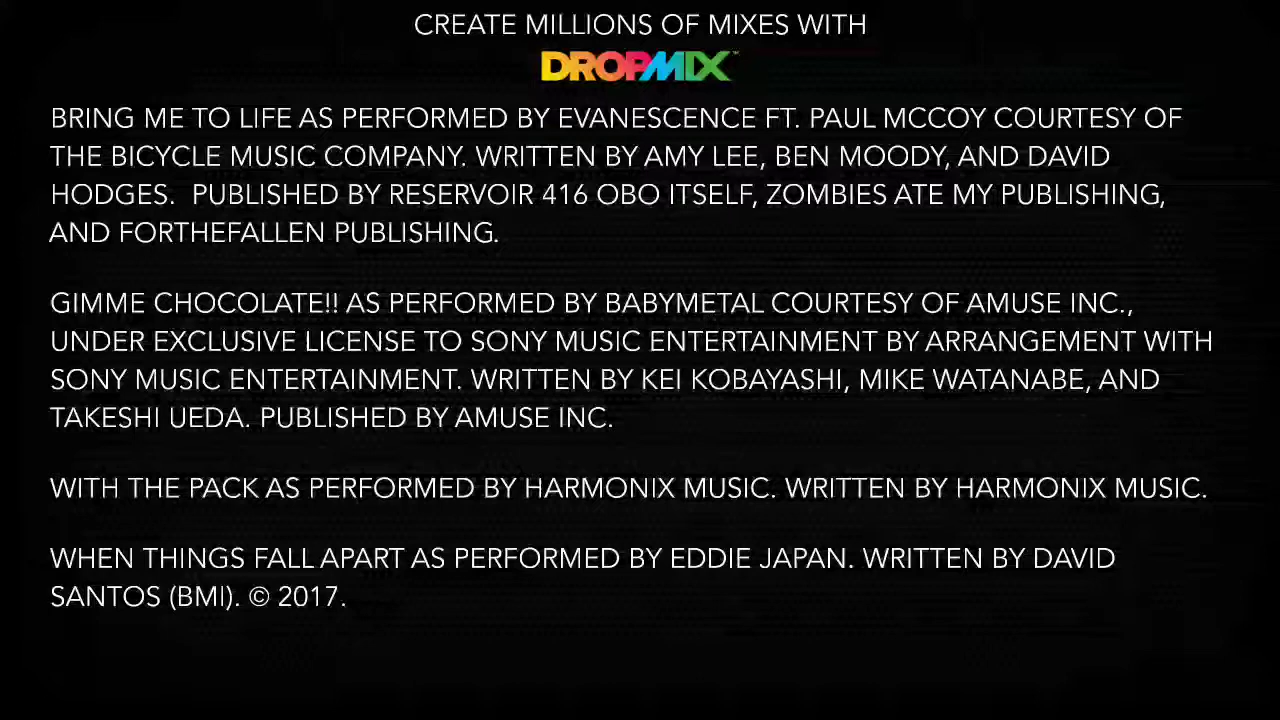 CREATE MILLIONS OF MIXES WITH
DROPMIX™
BRING ME TO LIFE AS PERFORMED BY EVANESCENCE FT. PAUL MCCOY COURTESY OF
THE BICYCLE MUSIC COMPANY. WRITTEN BY AMY LEE, BEN MOODY, AND DAVID
HODGES.  PUBLISHED BY RESERVOIR 416 OBO ITSELF, ZOMBIES ATE MY PUBLISHING,
AND FORTHEFALLEN PUBLISHING.
GIMME CHOCOLATE!! AS PERFORMED BY BABYMETAL COURTESY OF AMUSE INC.,
UNDER EXCLUSIVE LICENSE TO SONY MUSIC ENTERTAINMENT BY ARRANGEMENT WITH
SONY MUSIC ENTERTAINMENT. WRITTEN BY KEI KOBAYASHI, MIKE WATANABE, AND
TAKESHI UEDA. PUBLISHED BY AMUSE INC.
WITH THE PACK AS PERFORMED BY HARMONIX MUSIC. WRITTEN BY HARMONIX MUSIC.
WHEN THINGS FALL APART AS PERFORMED BY EDDIE JAPAN. WRITTEN BY DAVID
SANTOS (BMI). © 2017.